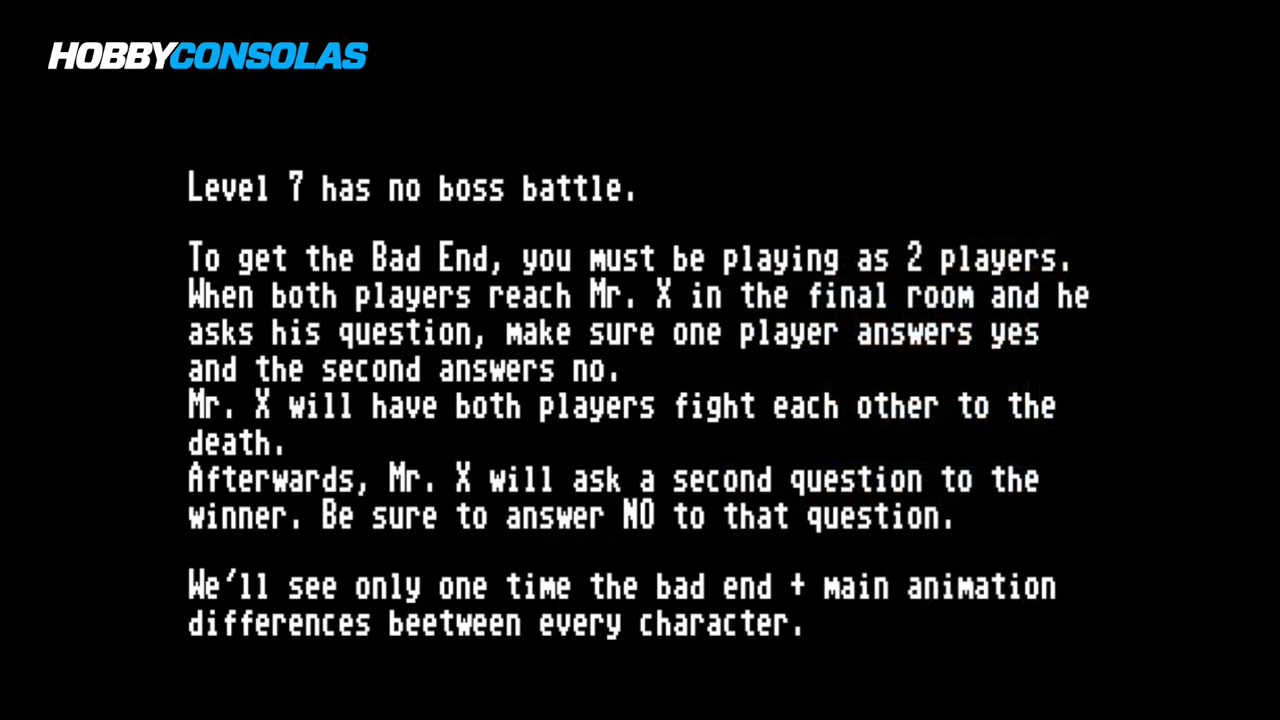 HOBBYCONSOLAS
Level 7 has no boss battle.
To get the Bad End, you must be playing as 2 players.
When both players reach Mr. X in the final room and he
asks his question, make sure one player answers yes
and the second answers no.
Mr. X will have both players fight each other to the
death.
Afterwards, Mr. X will ask a second question to the
winner. Be sure to answer NO to that question.
We'll see only one time the bad end + main animation
differences beetween every character.